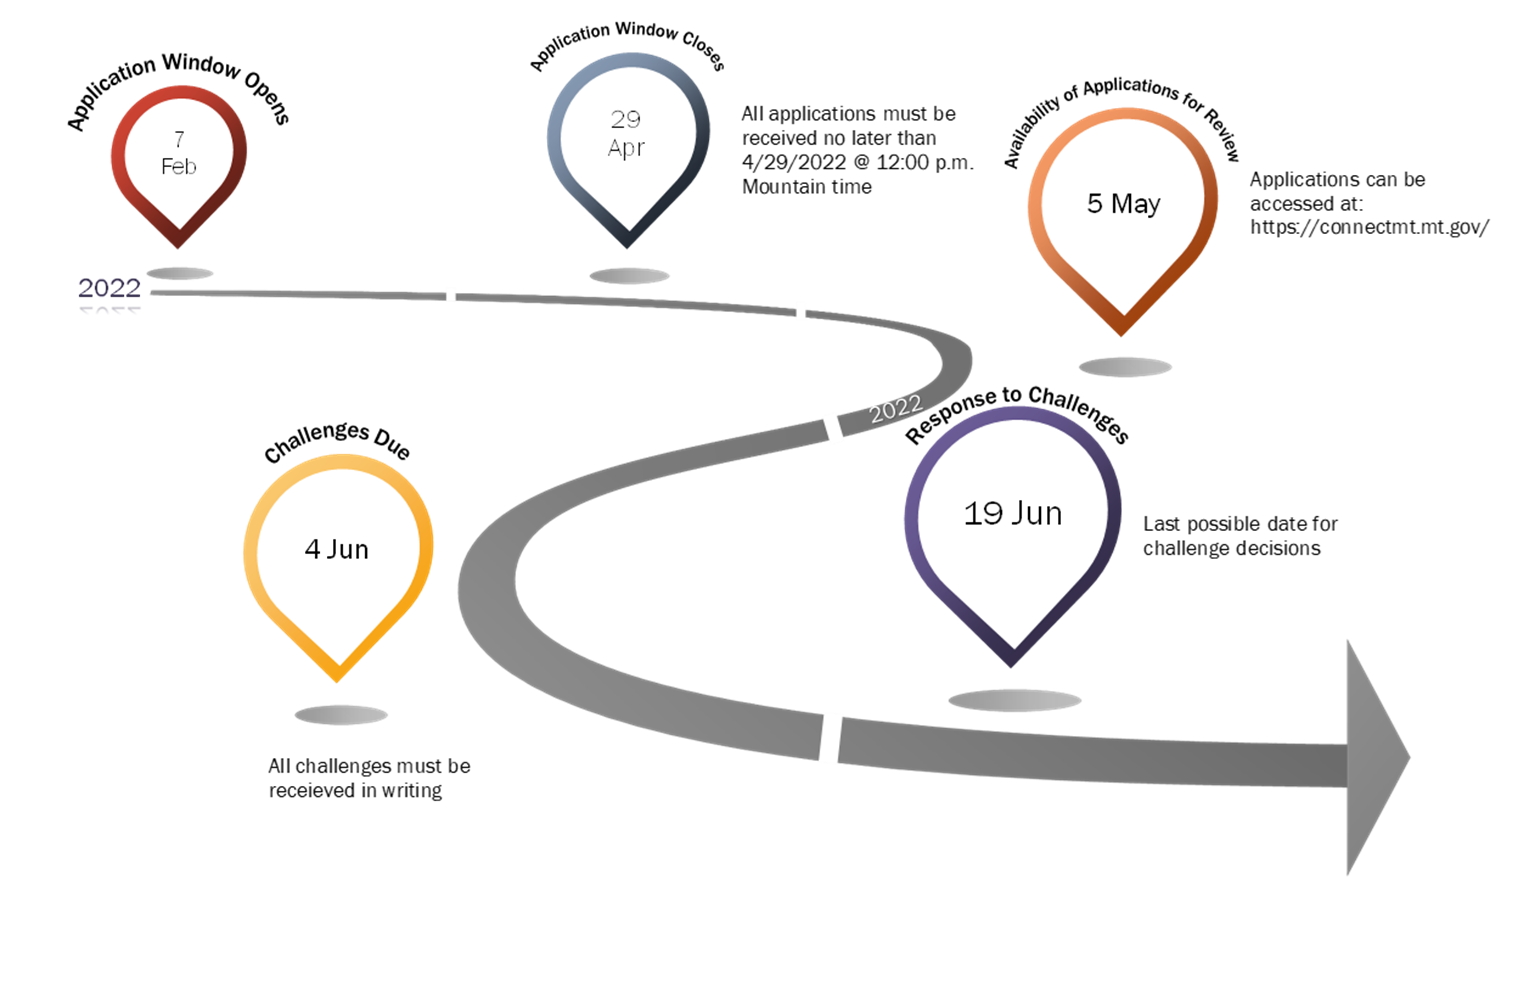 Application Window Opens
7
Feb
2022
Application Window Closes
29
Apr
All applications must be
received no later than
4/29/2022 @ 12:00 p.m.
Mountain time
Availability of Applications for Review
5 May
Applications can be
accessed at:
https://connectmt.mt.gov/
2022
Challenges Due
4 Jun
All challenges must be
receieved in writing
Response to Challenges
19 Jun
Last possible date for
challenge decisions